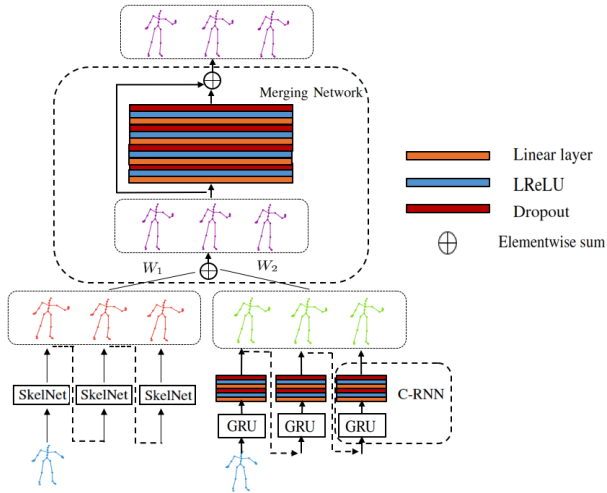 Merging Network
Linear layer
LReLU
Dropout
Elementwise sum
W₁
W₂
SkelNet
SkelNet
SkelNet
C-RNN
GRU
GRU
GRU